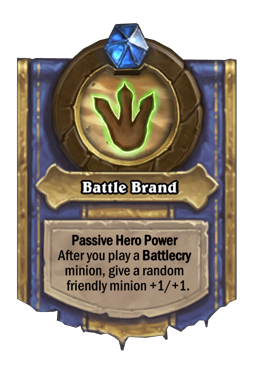 Battle Brand
Passive Hero Power
After you play a Battlecry
minion, give a random
friendly minion +1/+1.